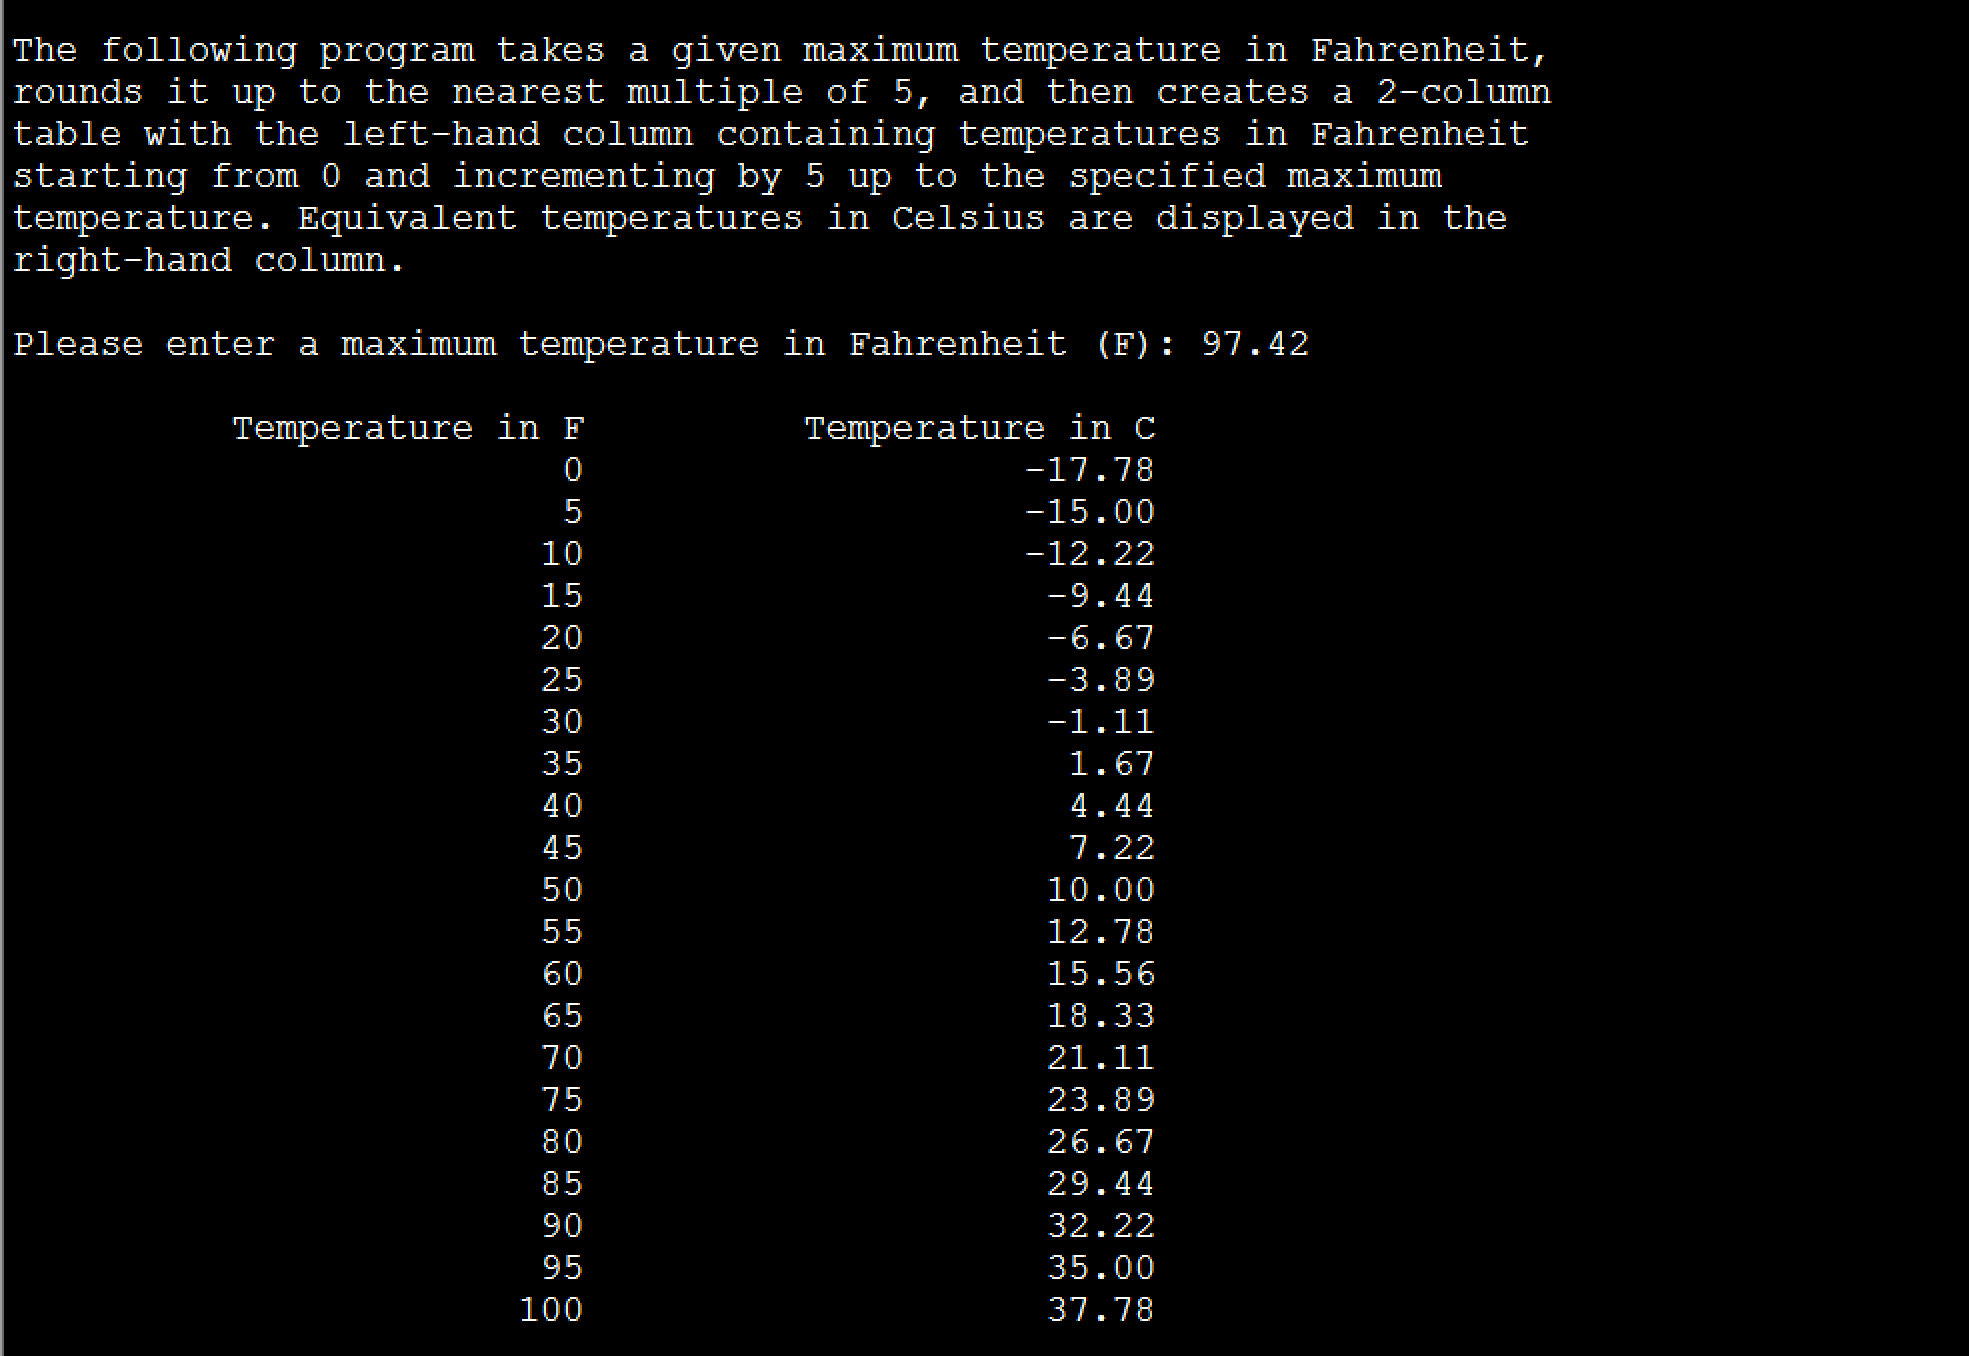 The following program takes a given maximum temperature in Fahrenheit,
rounds it up to the nearest multiple of 5, and then creates a 2-column
table with the left-hand column containing temperatures in Fahrenheit
starting from 0 and incrementing by 5 up to the specified maximum
temperature. Equivalent temperatures in Celsius are displayed in the
right-hand column.
Please enter a maximum temperature in Fahrenheit (F): 97.42
Temperature in F Temperature in C
0 -17.78
5 -15.00
10 -12.22
15 -9.44
20 -6.67
25 -3.89
30 -1.11
35 1.67
40 4.44
45 7.22
50 10.00
55 12.78
60 15.56
65 18.33
70 21.11
75 23.89
80 26.67
85 29.44
90 32.22
95 35.00
100 37.78